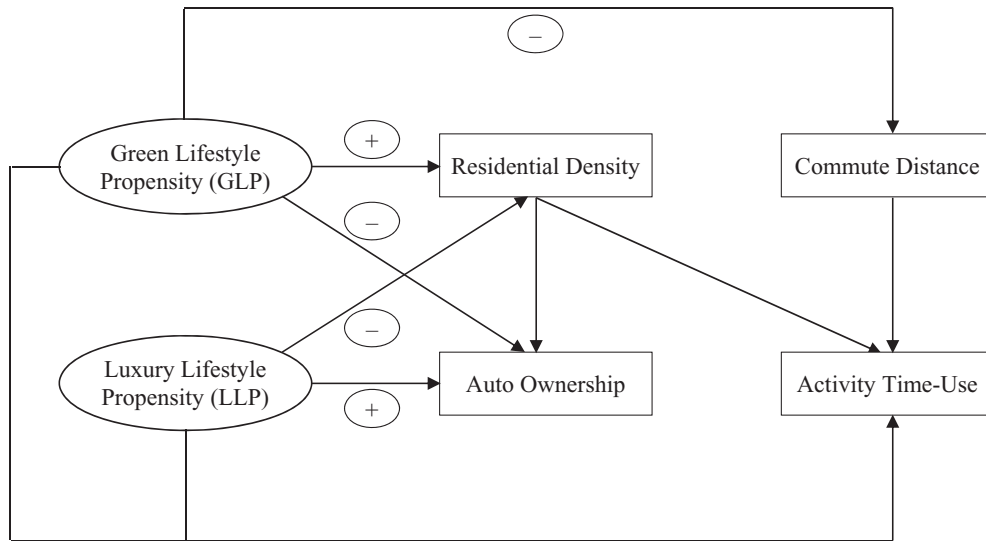 −
Green Lifestyle
Propensity (GLP)
+
Residential Density
Commute Distance
−
−
Luxury Lifestyle
Propensity (LLP)
Auto Ownership
Activity Time-Use
+